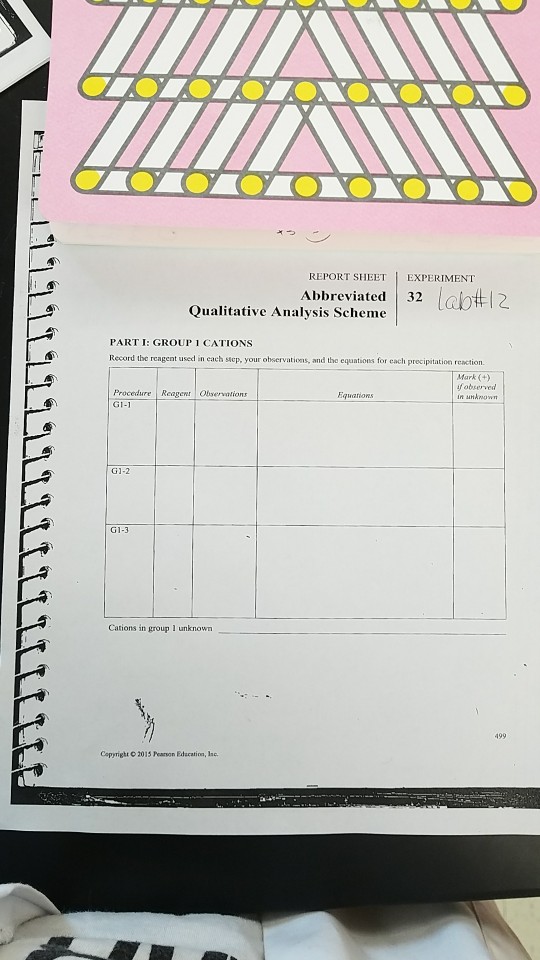 REPORT SHEET EXPERIMENT
Abbreviated 32 Lab#12
Qualitative Analysis Scheme
PART I: GROUP 1 CATIONS
Record the reagent used in each step, your observations, and the equations for each precipitation reaction.
Procedure Reagent Observations Equations Mark (+) if observed in unknown
G1-1
G1-2
G1-3
Cations in group 1 unknown
499
Copyright © 2015 Pearson Education, Inc.